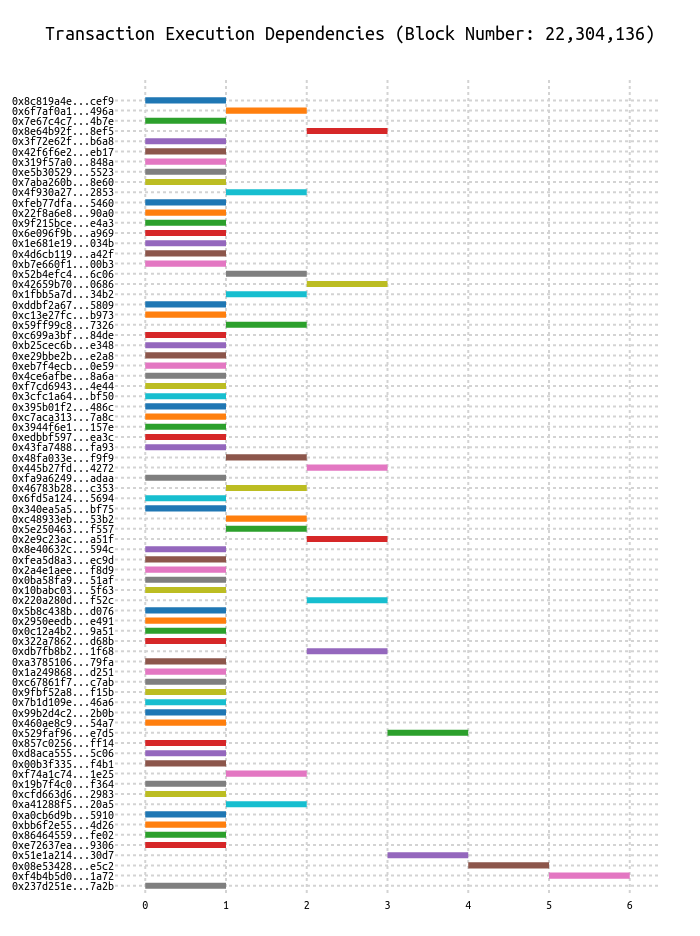 Transaction Execution Dependencies (Block Number: 22,304,136)
0x8c819a4e...cef9
0x6f7af0a1...496a
0x7e67c4c7...4b7e
0x8e64b92f...8ef5
0x3f72e62f...b6a8
0x42f6f6e2...eb17
0x319f57a0...848a
0xe5b30529...5523
0x7aba260b...8e60
0x4f930a27...2853
0xfeb77dfa...5460
0x22f8a6e8...90a0
0x9f215bce...e4a3
0x6e096f9b...a969
0x1e681e19...034b
0x4d6cb119...a42f
0xb7e660f1...00b3
0x52b4efc4...6c06
0x42659b70...0686
0x1fbb5a7d...34b2
0xddbf2a67...5809
0xc13e27fc...b973
0x59ff99c8...7326
0xc699a3bf...84de
0xb25cec6b...e348
0xe29bbe2b...e2a8
0xeb7f4ecb...0e59
0x4ce6afbe...8a6a
0xf7cd6943...4e44
0x3cfc1a64...bf50
0x395b01f2...486c
0xc7aca313...7a8c
0x3944f6e1...157e
0xedbbf597...ea3c
0x43fa7488...fa93
0x48fa033e...f9f9
0x445b27fd...4272
0xfa9a6249...adaa
0x46783b28...c353
0x6fd5a124...5694
0x340ea5a5...bf75
0xc48933eb...53b2
0x5e250463...f557
0x2e9c23ac...a51f
0x8e40632c...594c
0xfea5d8a3...ec9d
0x2a4e1aee...f8d9
0x0ba58fa9...51af
0x10babc03...5f63
0x220a280d...f52c
0x5b8c438b...d076
0x2950eedb...e491
0x0c12a4b2...9a51
0x322a7862...d68b
0xdb7fb8b2...1f68
0xa3785106...79fa
0x1a249868...d251
0xc67861f7...c7ab
0x9fbf52a8...f15b
0x7b1d109e...46a6
0x99b2d4c2...2b0b
0x460ae8c9...54a7
0x529faf96...e7d5
0x857c0256...ff14
0xd8aca555...5c06
0x00b3f335...f4b1
0xf74a1c74...1e25
0x19b7f4c0...f364
0xcfd663d6...2983
0xa41288f5...20a5
0xa0cb6d9b...5910
0xbb6f2e55...4d26
0x86464559...fe02
0xe72637ea...9306
0x51e1a214...30d7
0x08e53428...e5c2
0xf4b4b5d0...1a72
0x237d251e...7a2b
0 1 2 3 4 5 6